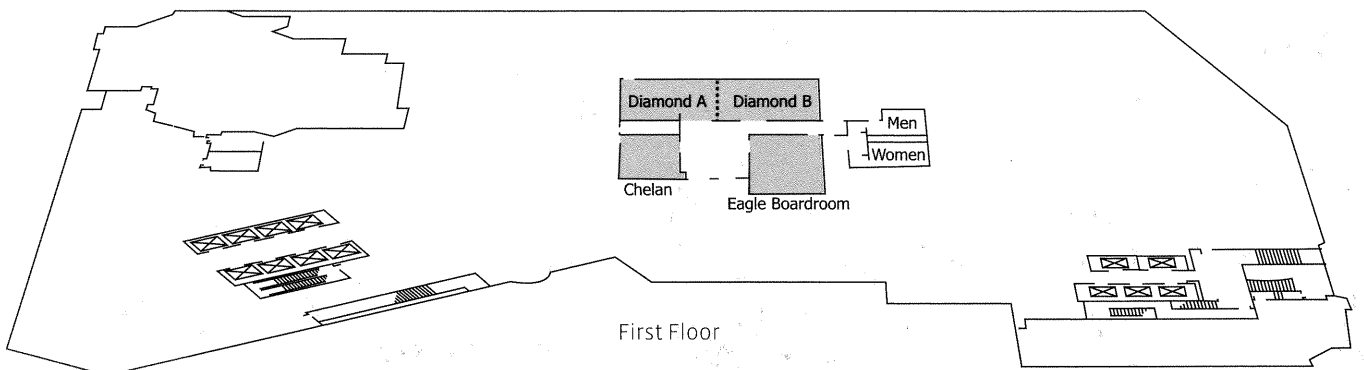 Diamond A
Diamond B
Men
Women
Chelan
Eagle Boardroom
First Floor